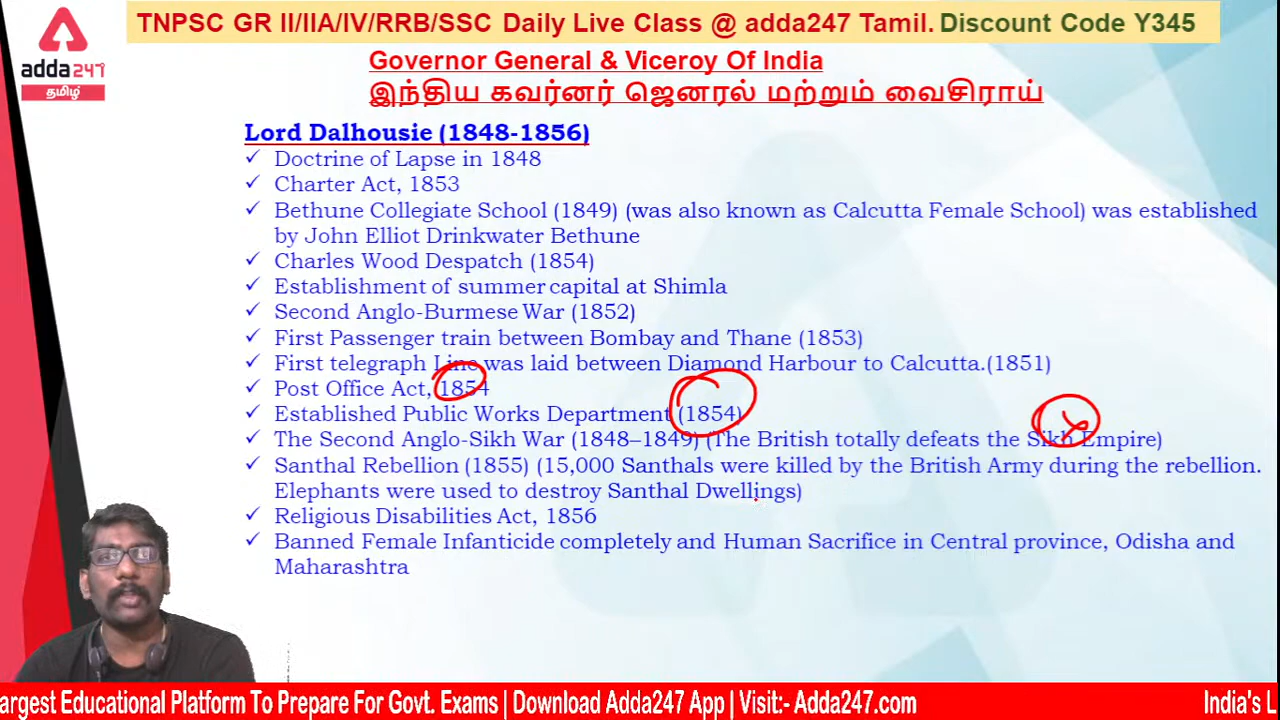 TNPSC GR II/IIA/IV/RRB/SSC Daily Live Class @ adda247 Tamil. Discount Code Y345
adda247
தமிழ்
Governor General & Viceroy Of India
இந்திய கவர்னர் ஜெனரல் மற்றும் வைசிராய்
Lord Dalhousie (1848-1856)
✓ Doctrine of Lapse in 1848
✓ Charter Act, 1853
✓ Bethune Collegiate School (1849) (was also known as Calcutta Female School) was established
by John Elliot Drinkwater Bethune
✓ Charles Wood Despatch (1854)
✓ Establishment of summer capital at Shimla
✓ Second Anglo-Burmese War (1852)
✓ First Passenger train between Bombay and Thane (1853)
✓ First telegraph Line was laid between Diamond Harbour to Calcutta.(1851)
✓ Post Office Act, 1854
✓ Established Public Works Department (1854)
✓ The Second Anglo-Sikh War (1848–1849) (The British totally defeats the Sikh Empire)
✓ Santhal Rebellion (1855) (15,000 Santhals were killed by the British Army during the rebellion.
Elephants were used to destroy Santhal Dwellings)
✓ Religious Disabilities Act, 1856
✓ Banned Female Infanticide completely and Human Sacrifice in Central province, Odisha and
Maharashtra
argest Educational Platform To Prepare For Govt. Exams | Download Adda247 App | Visit:- Adda247.com India's L